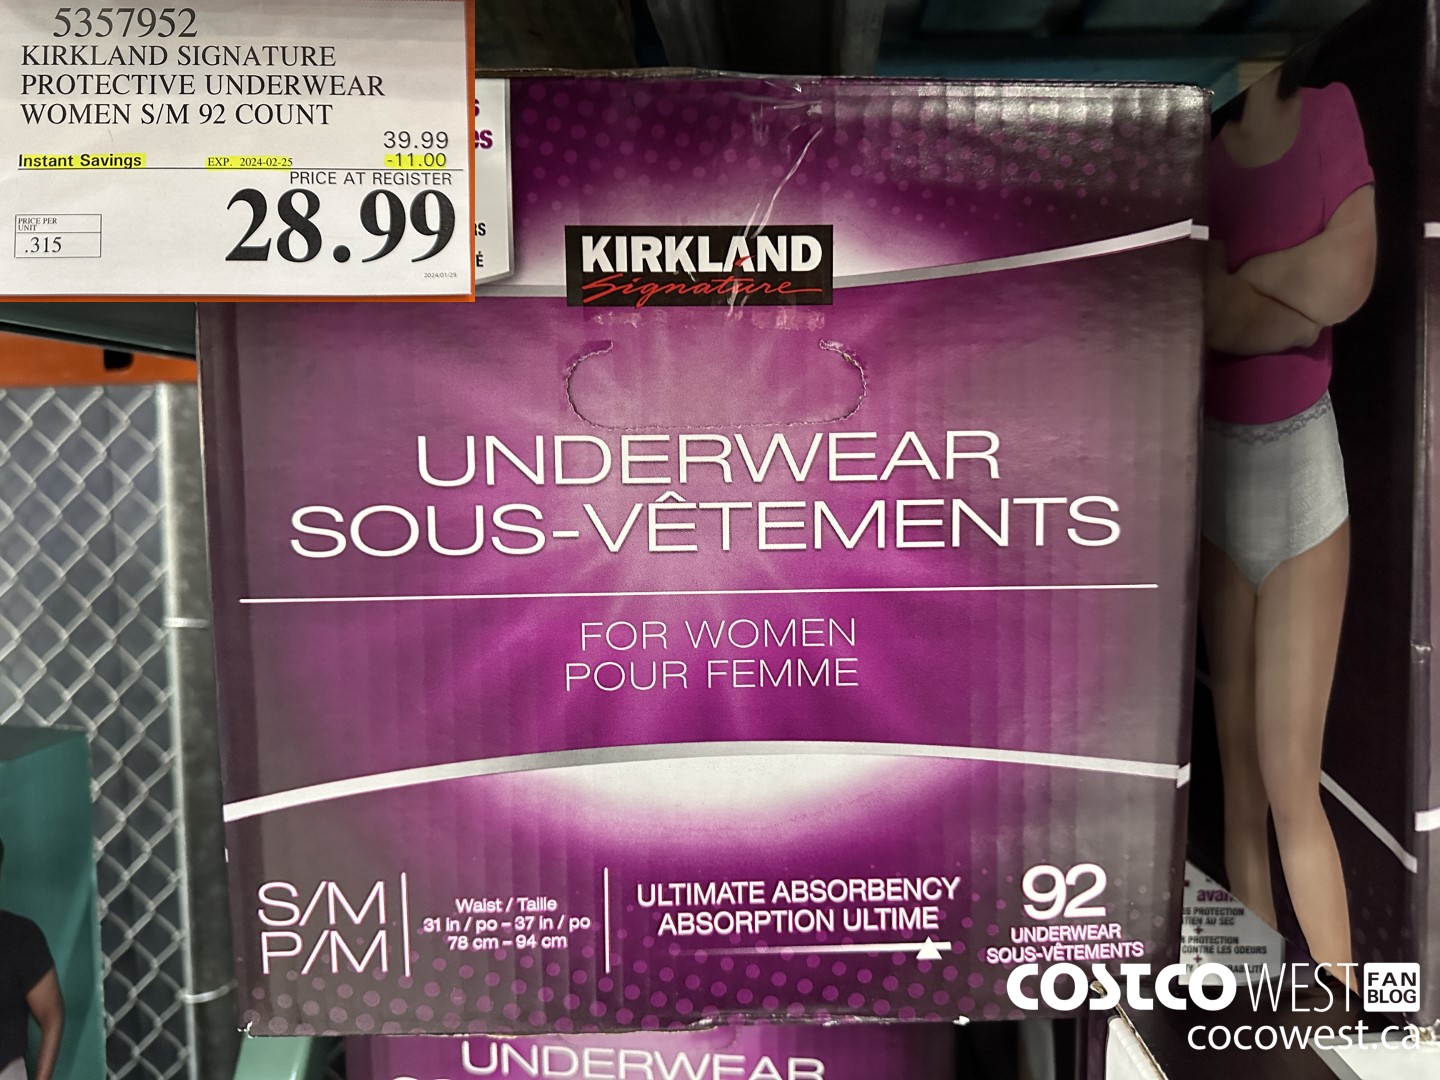 5357952
KIRKLAND SIGNATURE
PROTECTIVE UNDERWEAR
WOMEN S/M 92 COUNT
39.99
Instant Savings EXP. 2024-02-25 -11.00
PRICE AT REGISTER
28.99
PRICE PER
UNIT
.315
2024/01/29
KIRKLAND
Signature
UNDERWEAR
SOUS-VÊTEMENTS
FOR WOMEN
POUR FEMME
S/M
P/M
Waist / Taille
31 in / po – 37 in / po
78 cm – 94 cm
ULTIMATE ABSORBENCY
ABSORPTION ULTIME
92
UNDERWEAR
SOUS-VÊTEMENTS
UNDERWEAR
COSTCO WEST FAN
BLOG
cocowest.ca